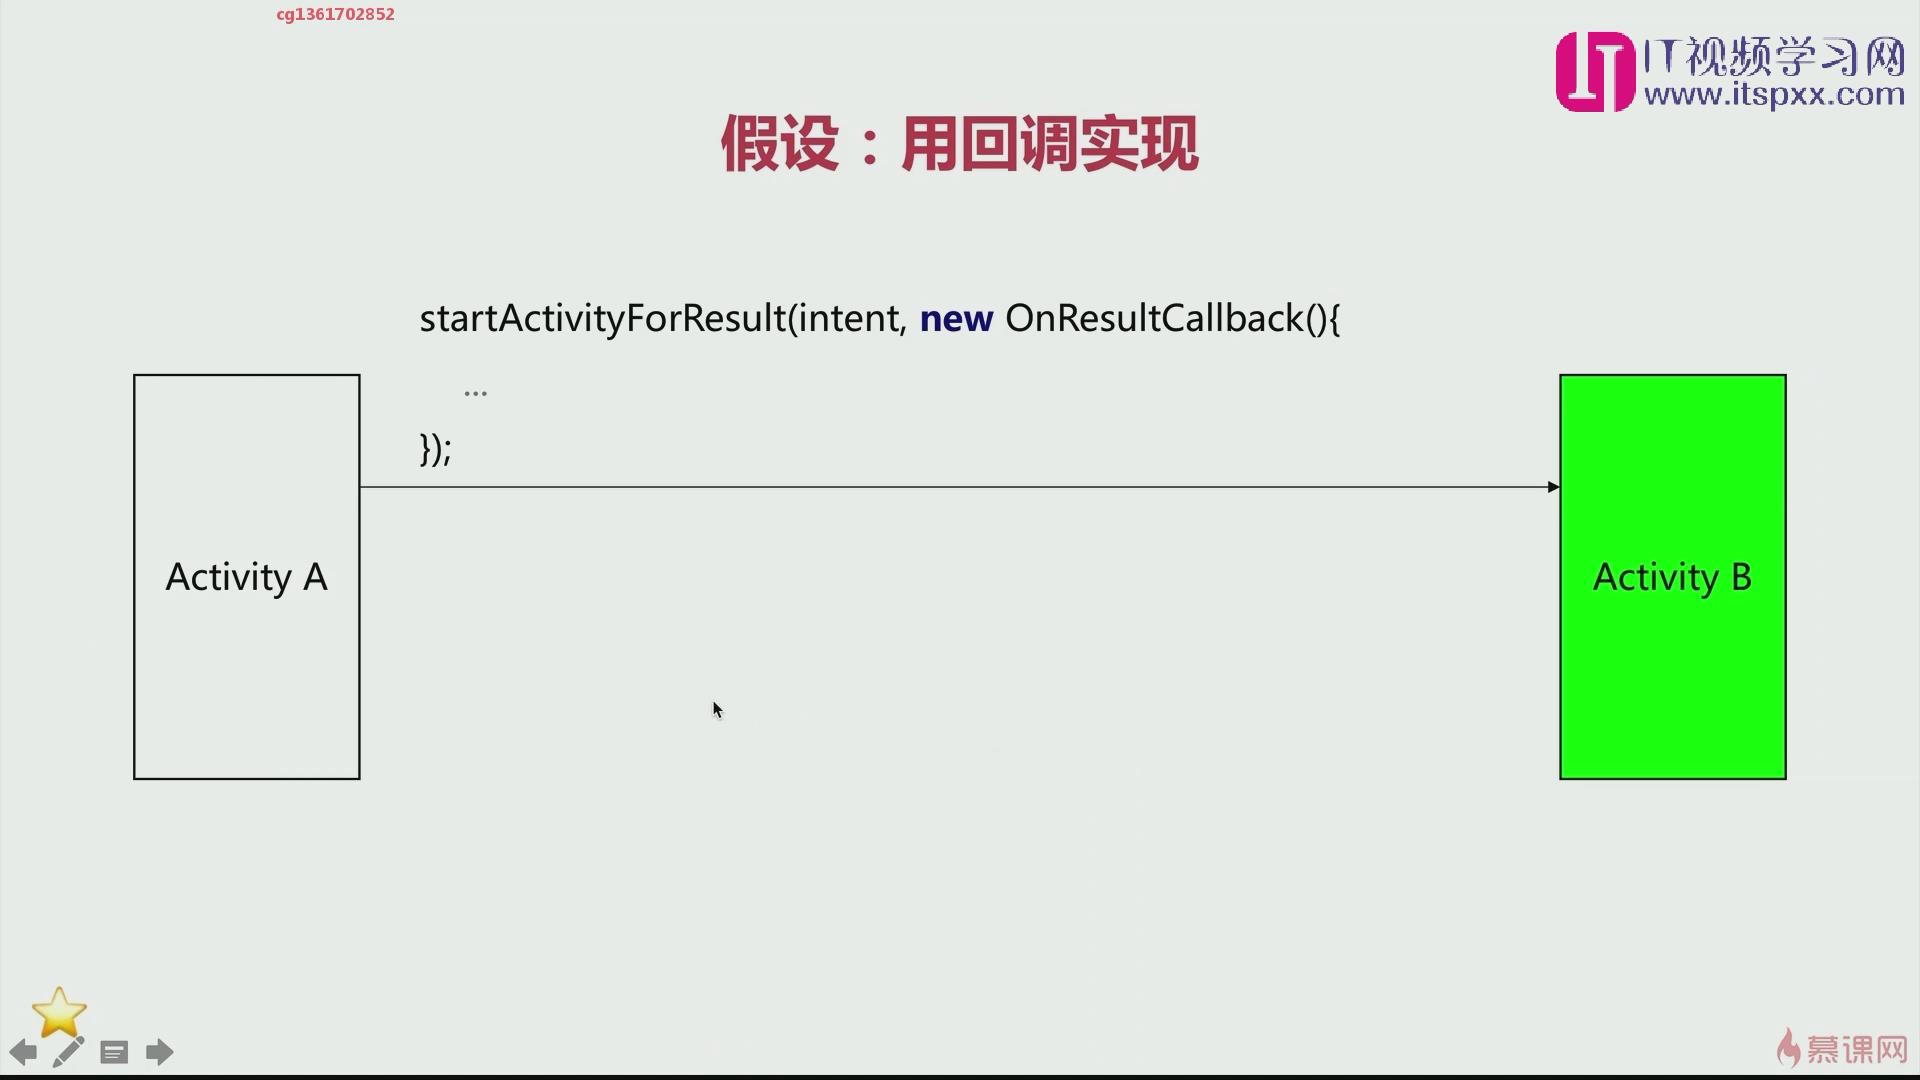 cg1361702852
IT视频学习网
www.itspxx.com
假设：用回调实现
startActivityForResult(intent, new OnResultCallback(){
...
});
Activity A
Activity B
慕课网